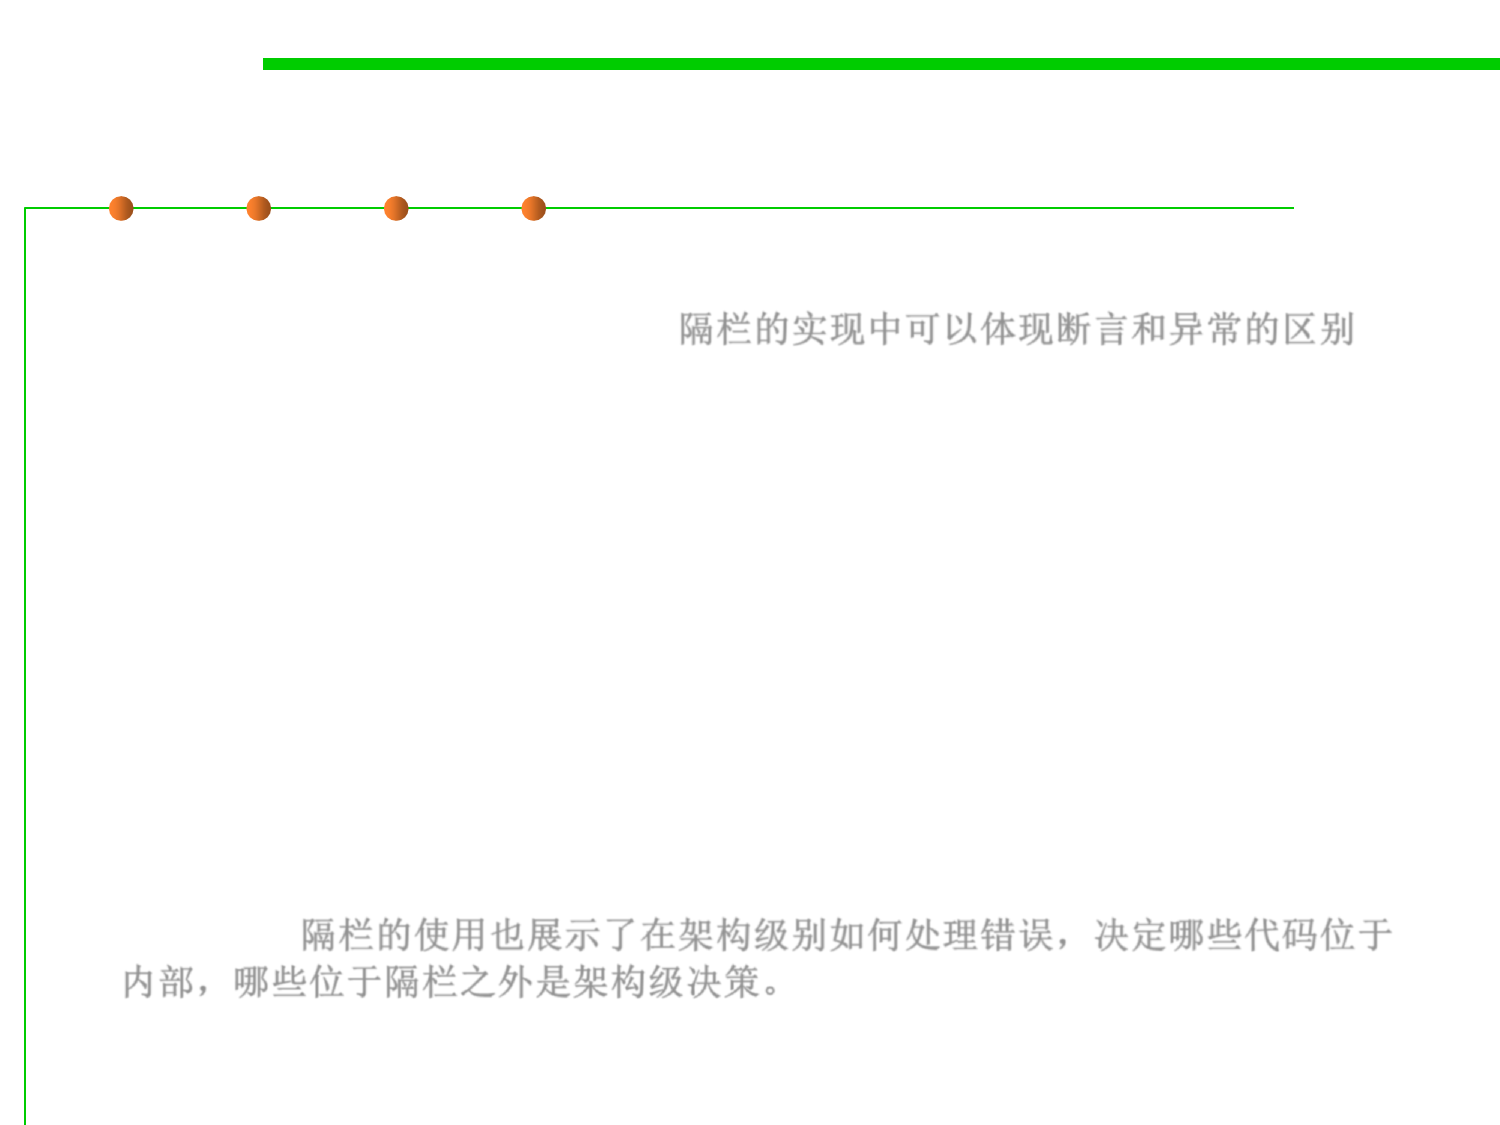 隔栏的实现中可以体现断言和异常的区别
隔栏的使用也展示了在架构级别如何处理错误，决定哪些代码位于
内部，哪些位于隔栏之外是架构级决策。